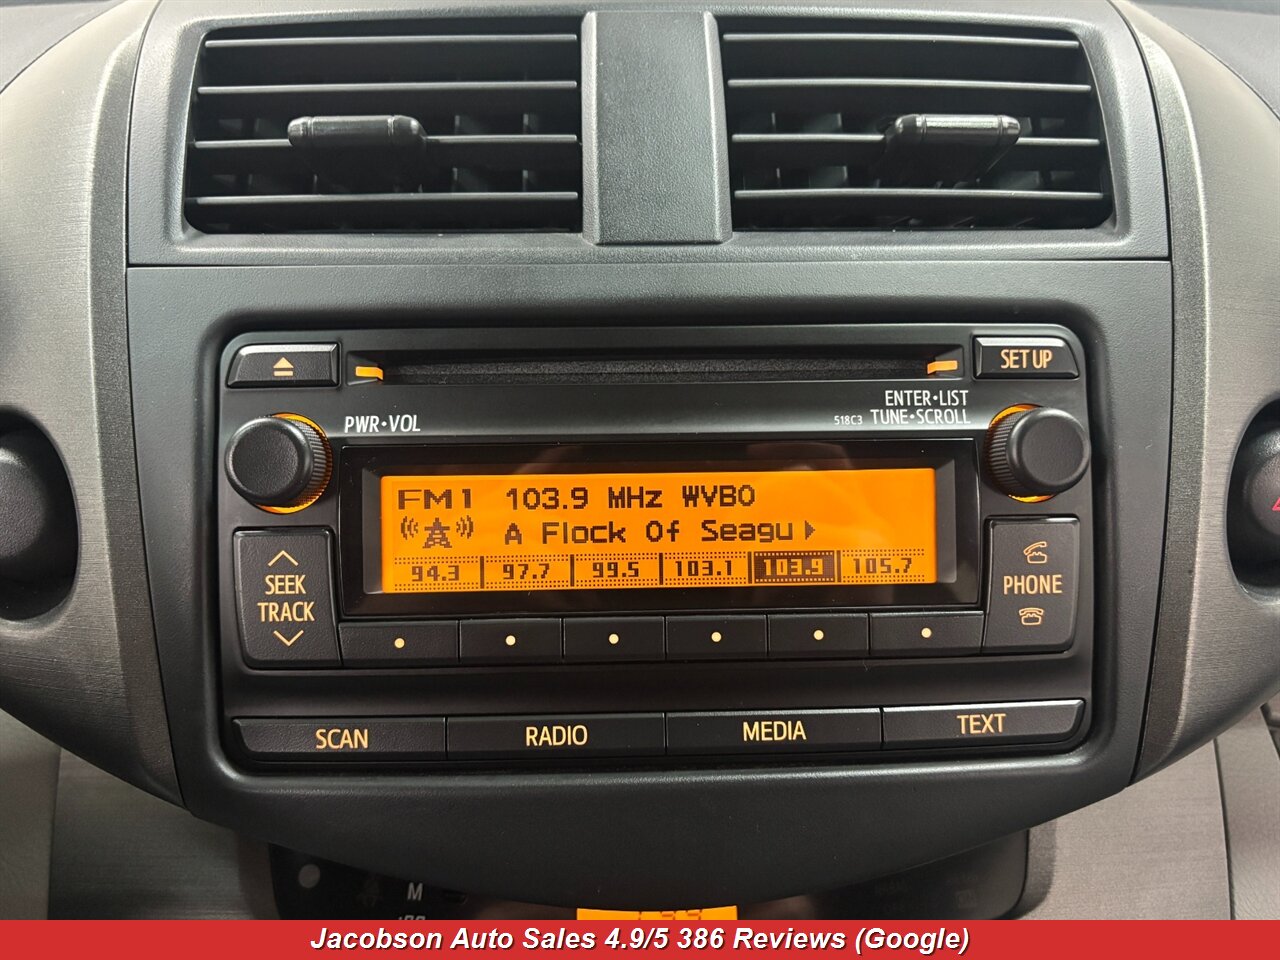 SET UP
PWR•VOL
ENTER•LIST
518C3 TUNE•SCROLL
FM1 103.9 MHz WVBO
A Flock Of Seagu
94.3 97.7 99.5 103.1 103.9 105.7
SEEK
TRACK
PHONE
SCAN RADIO MEDIA TEXT
M
Jacobson Auto Sales 4.9/5 386 Reviews (Google)